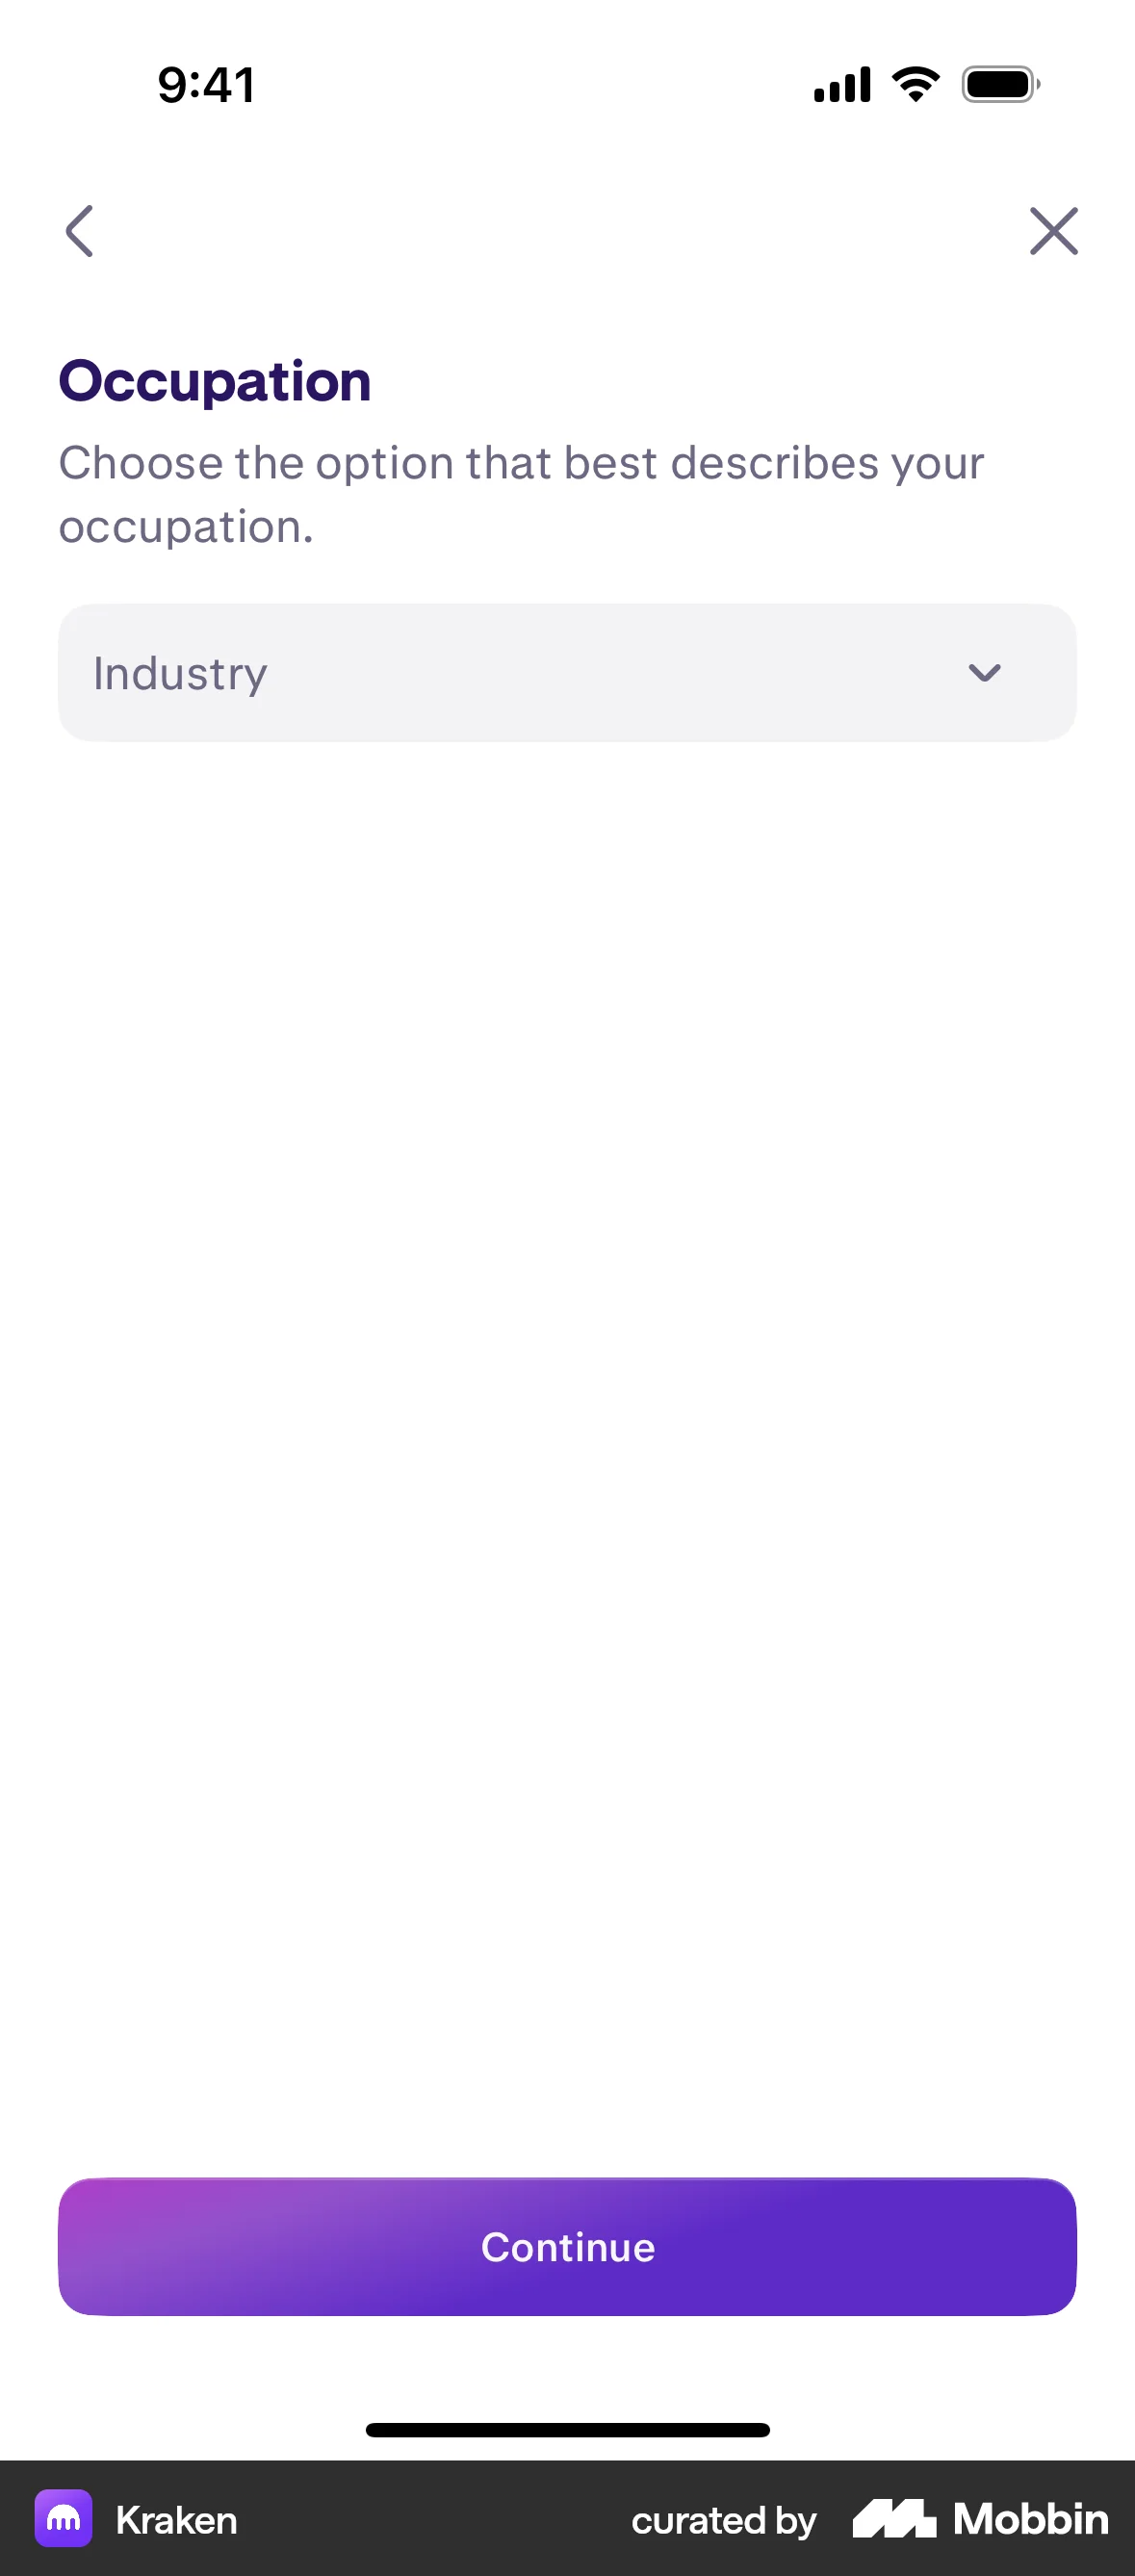 9:41
Occupation
Choose the option that best describes your
occupation.
Industry
Continue
Kraken
curated by Mobbin